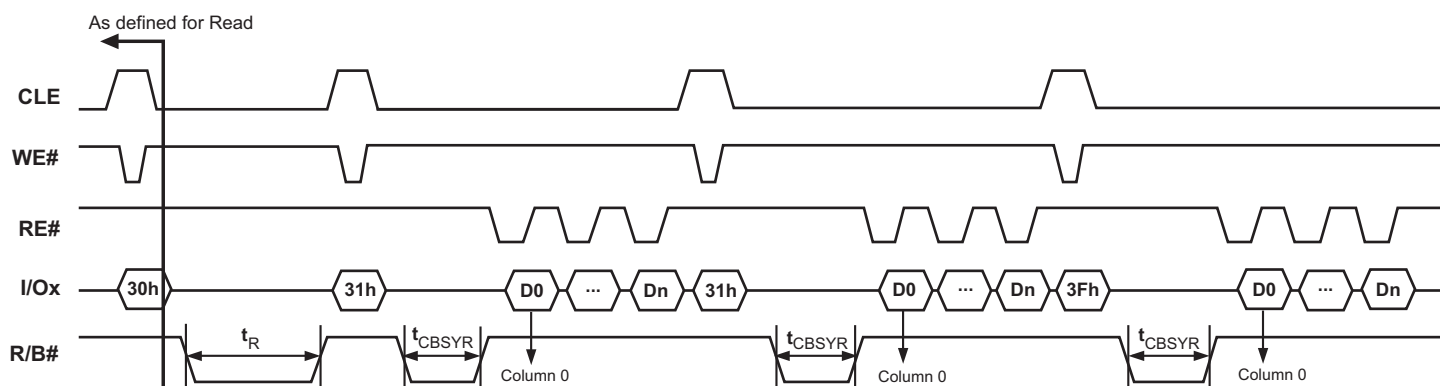 As defined for Read
CLE
WE#
RE#
I/Ox 30h 31h D0 ··· Dn 31h D0 ··· Dn 3Fh D0 ··· Dn
R/B# tR tCBSYR tCBSYR tCBSYR
Column 0 Column 0 Column 0